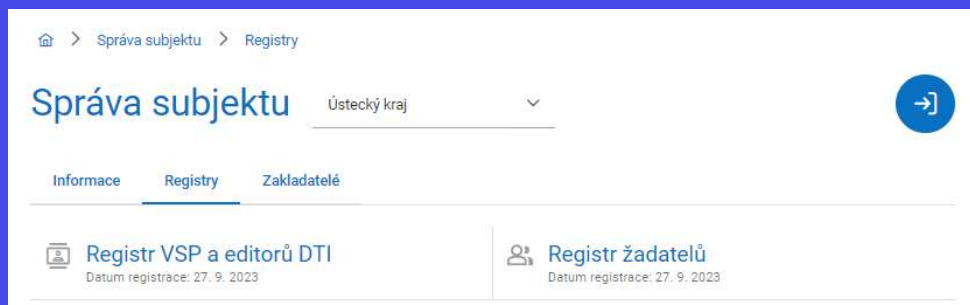 Správa subjektu > Registry
Správa subjektu Ústecký kraj
Informace Registry Zakladatelé
Registr VSP a editorů DTI Registr žadatelů
Datum registrace: 27. 9. 2023 Datum registrace: 27. 9. 2023